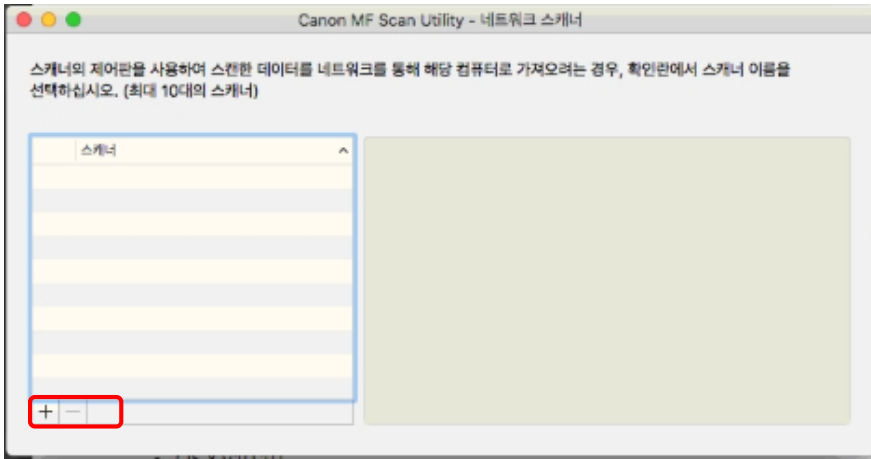 Canon MF Scan Utility - 네트워크 스캐너
스캐너의 제어판을 사용하여 스캔한 데이터를 네트워크를 통해 해당 컴퓨터로 가져오려는 경우, 확인란에서 스캐너 이름을
선택하십시오. (최대 10대의 스캐너)
스캐너